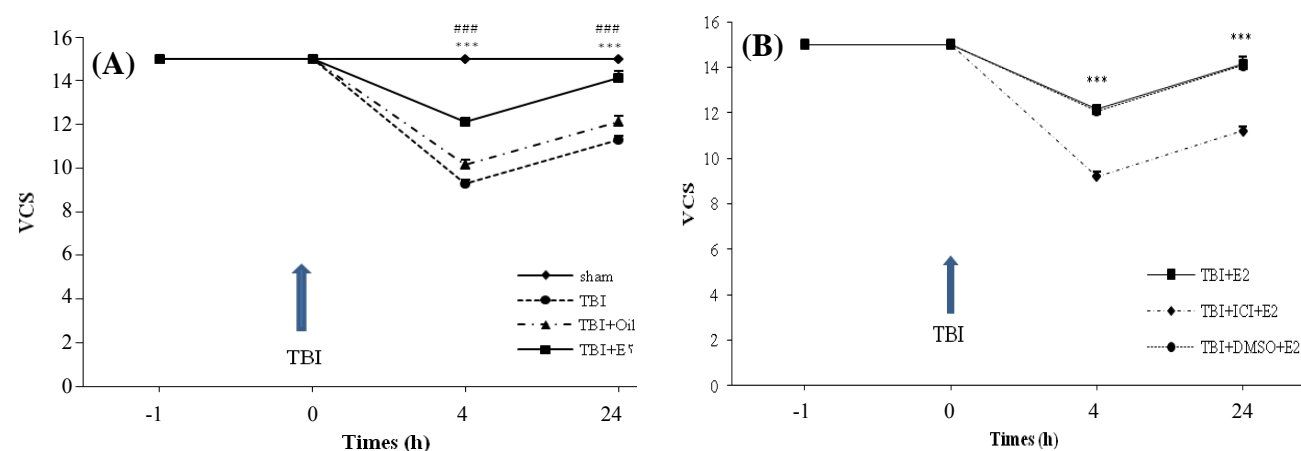 (A)
### ###
*** ***
16
14
12
10
8
6
4
2
0
VCS
TBI
-1 0 4 24
Times (h)
sham
TBI
TBI+Oil
TBI+E۲
(B)
***
***
16
14
12
10
8
6
4
2
0
VCS
TBI
-1 0 4 24
Times (h)
TBI+E2
TBI+ICI+E2
TBI+DMSO+E2